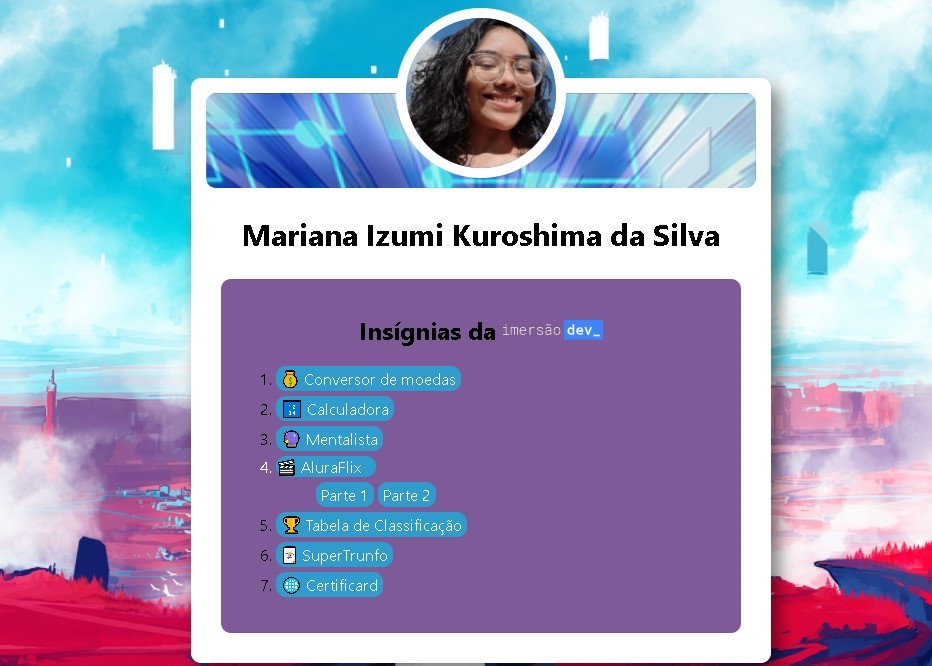 Mariana Izumi Kuroshima da Silva
Insígnias da imersão dev_
1. Conversor de moedas
2. Calculadora
3. Mentalista
4. AluraFlix
Parte 1 Parte 2
5. Tabela de Classificação
6. SuperTrunfo
7. Certificard